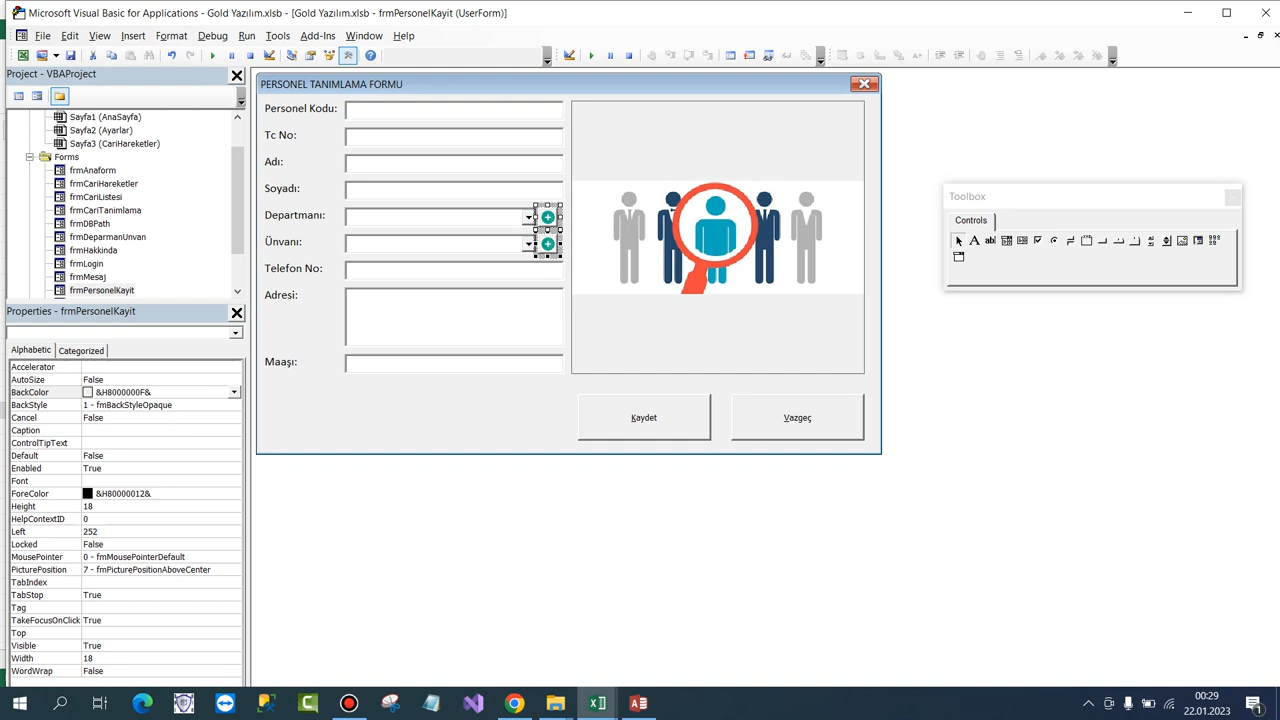 Microsoft Visual Basic for Applications - Gold Yazılım.xlsb - [Gold Yazılım.xlsb - frmPersonelKayit (UserForm)]
File Edit View Insert Format Debug Run Tools Add-Ins Window Help
Project - VBAProject
Sayfa1 (AnaSayfa)
Sayfa2 (Ayarlar)
Sayfa3 (CariHareketler)
Forms
frmAnaform
frmCariHareketler
frmCariListesi
frmCariTanimlama
frmDBPath
frmDeparmanUnvan
frmHakkinda
frmLogin
frmMesaj
frmPersonelKayit
Properties - frmPersonelKayit
Alphabetic Categorized
Accelerator
AutoSize False
BackColor &H8000000F&
BackStyle 1 - fmBackStyleOpaque
Cancel False
Caption
ControlTipText
Default False
Enabled True
Font
ForeColor &H80000012&
Height 18
HelpContextID 0
Left 252
Locked False
MousePointer 0 - fmMousePointerDefault
PicturePosition 7 - fmPicturePositionAboveCenter
TabIndex
TabStop True
Tag
TakeFocusOnClick True
Top
Visible True
Width 18
WordWrap False
PERSONEL TANIMLAMA FORMU
Personel Kodu:
Tc No:
Adı:
Soyadı:
Departmanı:
Ünvanı:
Telefon No:
Adresi:
Maaşı:
Kaydet
Vazgeç
Toolbox
Controls
A ab|
00:29
22.01.2023
1